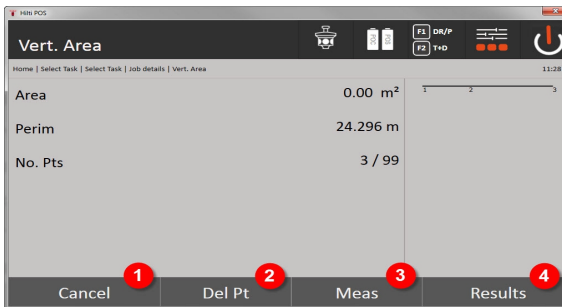 Hilti POS
Vert. Area
POC
POS
F1 DR/P
F2 T+D
Home | Select Task | Select Task | Job details | Vert. Area
11:28
Area 0.00 m²
Perim 24.296 m
No. Pts 3 / 99
1 2 3
1 2 3 4
Cancel Del Pt Meas Results